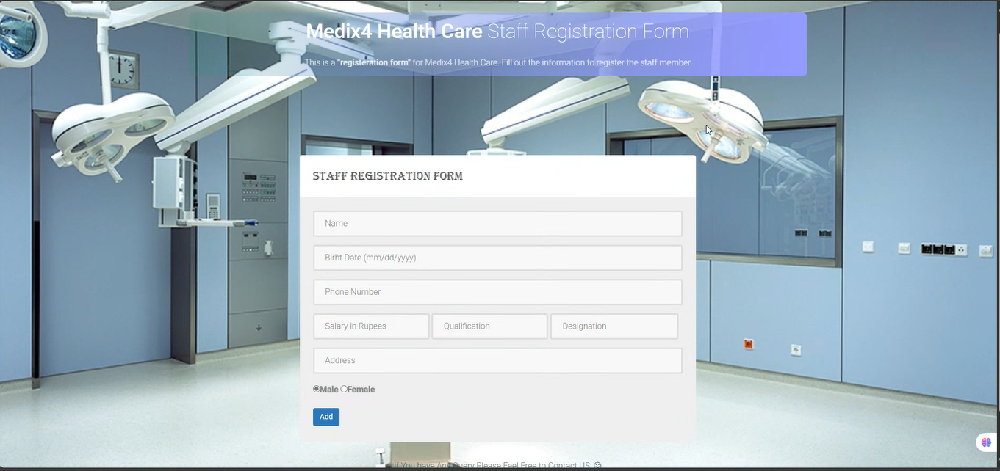 Medix4 Health Care Staff Registration Form
This is a "registeration form" for Medix4 Health Care. Fill out the information to register the staff member
STAFF REGISTRATION FORM
Name
Birht Date (mm/dd/yyyy)
Phone Number
Salary in Rupees Qualification Designation
Address
Male Female
Add
if You have Any Query Please Feel Free to Contact US